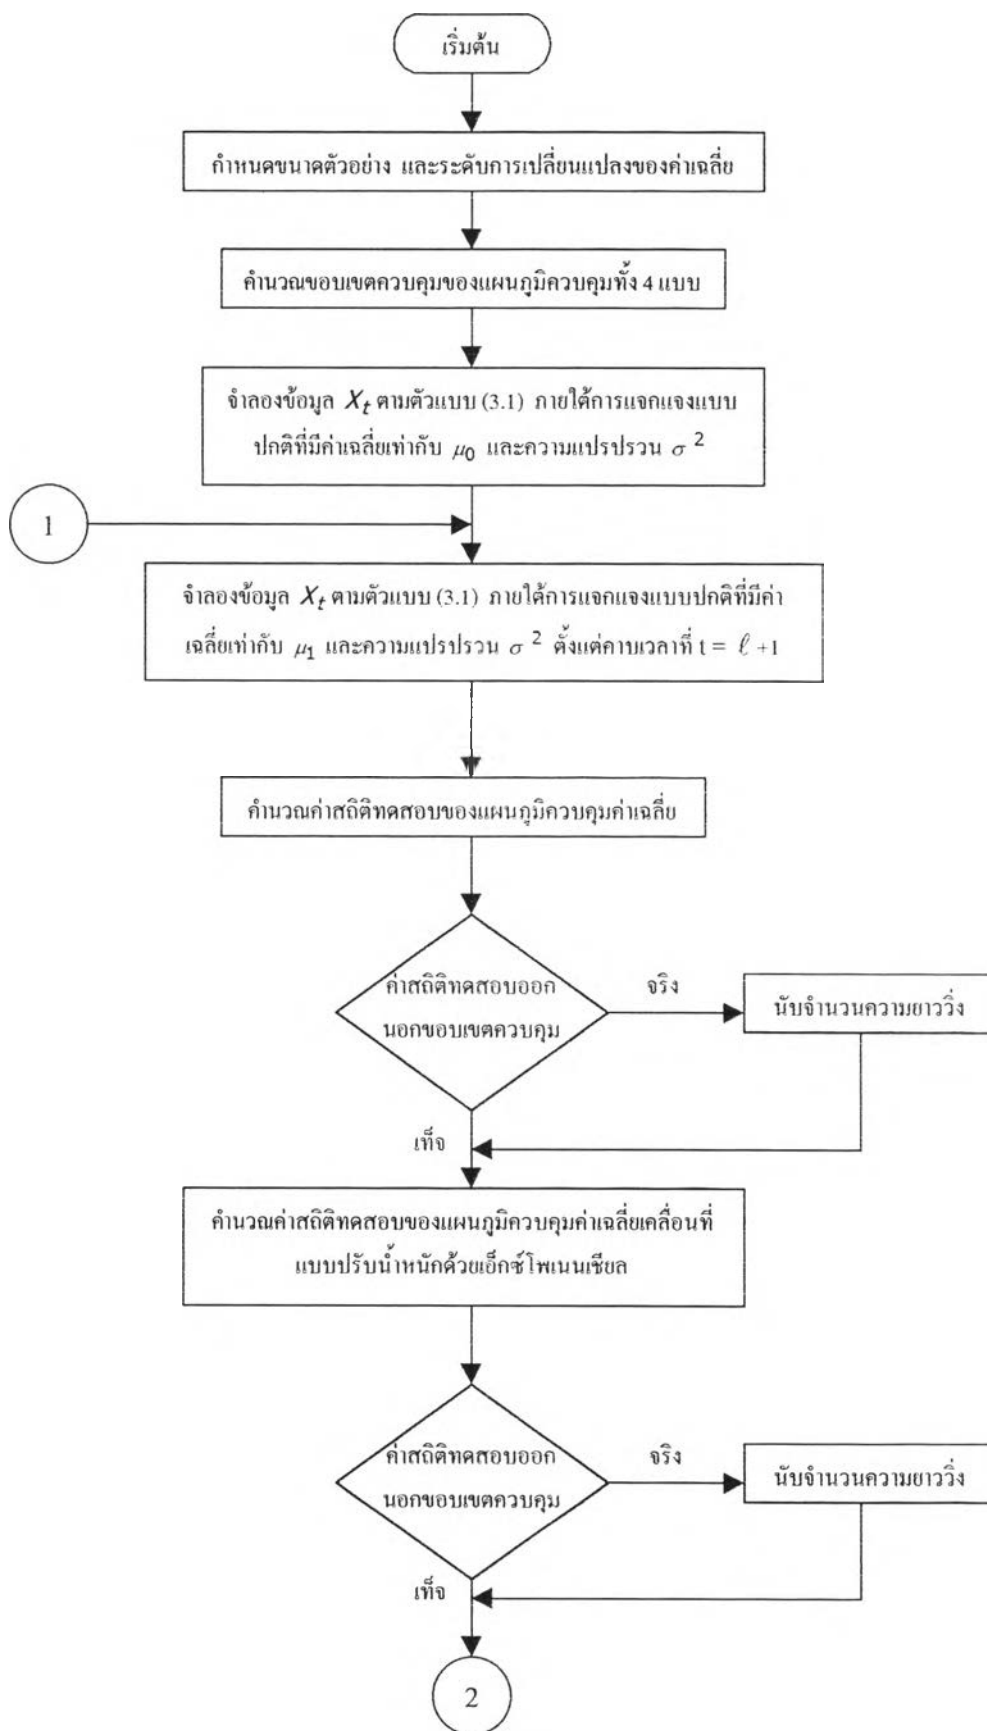 เริ่มต้น
กำหนดขนาดตัวอย่าง และระดับการเปลี่ยนแปลงของค่าเฉลี่ย
คำนวณขอบเขตควบคุมของแผนภูมิควบคุมทั้ง 4 แบบ
จำลองข้อมูล Xₜ ตามตัวแบบ (3.1) ภายใต้การแจกแจงแบบ
ปกติที่มีค่าเฉลี่ยเท่ากับ μ₀ และความแปรปรวน σ²
1
จำลองข้อมูล Xₜ ตามตัวแบบ (3.1) ภายใต้การแจกแจงแบบปกติที่มีค่า
เฉลี่ยเท่ากับ μ₁ และความแปรปรวน σ² ตั้งแต่คาบเวลาที่ t = ℓ +1
คำนวณค่าสถิติทดสอบของแผนภูมิควบคุมค่าเฉลี่ย
ค่าสถิติทดสอบออก
นอกขอบเขตควบคุม
จริง
นับจำนวนความยาววิ่ง
เท็จ
คำนวณค่าสถิติทดสอบของแผนภูมิควบคุมค่าเฉลี่ยเคลื่อนที่
แบบปรับน้ำหนักด้วยเอ็กซ์โพเนนเชียล
ค่าสถิติทดสอบออก
นอกขอบเขตควบคุม
จริง
นับจำนวนความยาววิ่ง
เท็จ
2